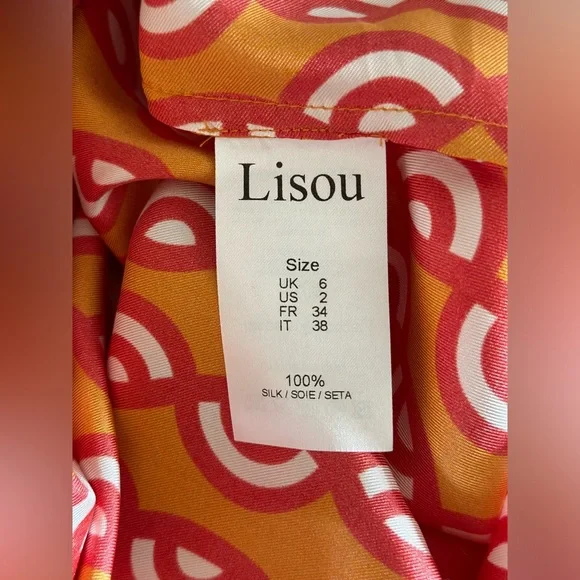 Lisou
Size
UK 6
US 2
FR 34
IT 38
100%
SILK / SOIE / SETA